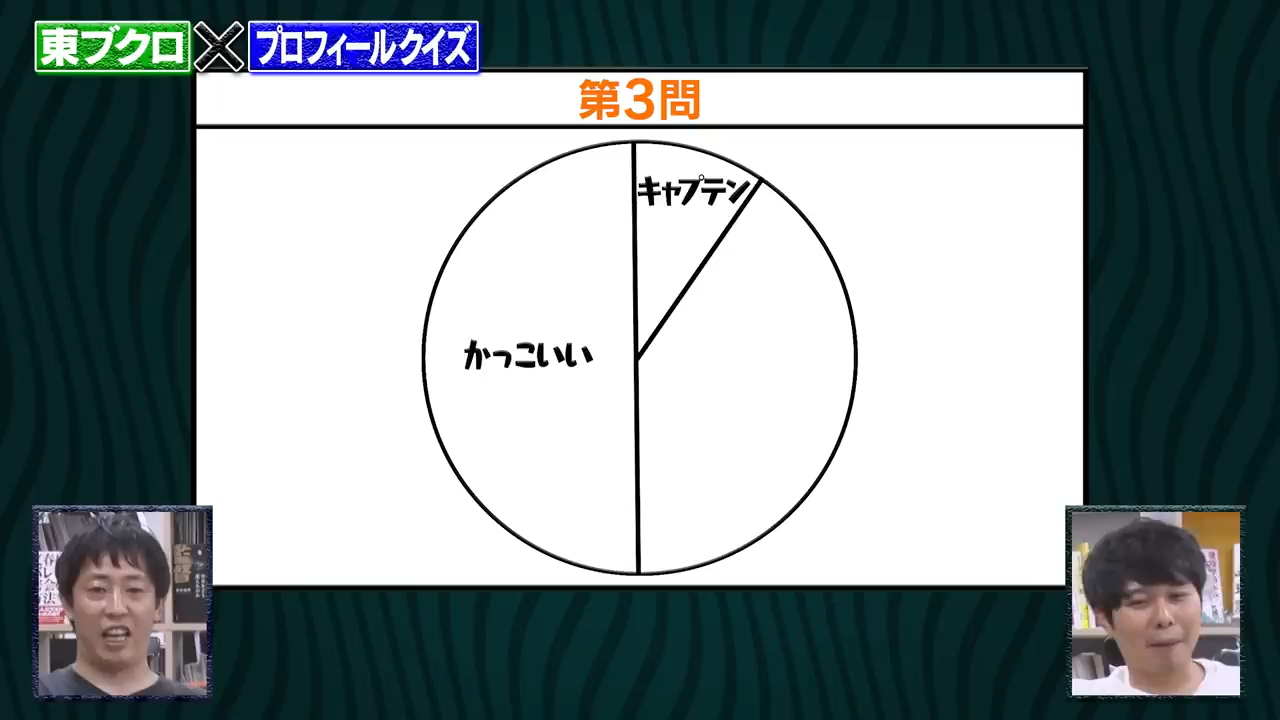 東ブクロ×プロフィールクイズ
第3問
キャプテン
かっこいい